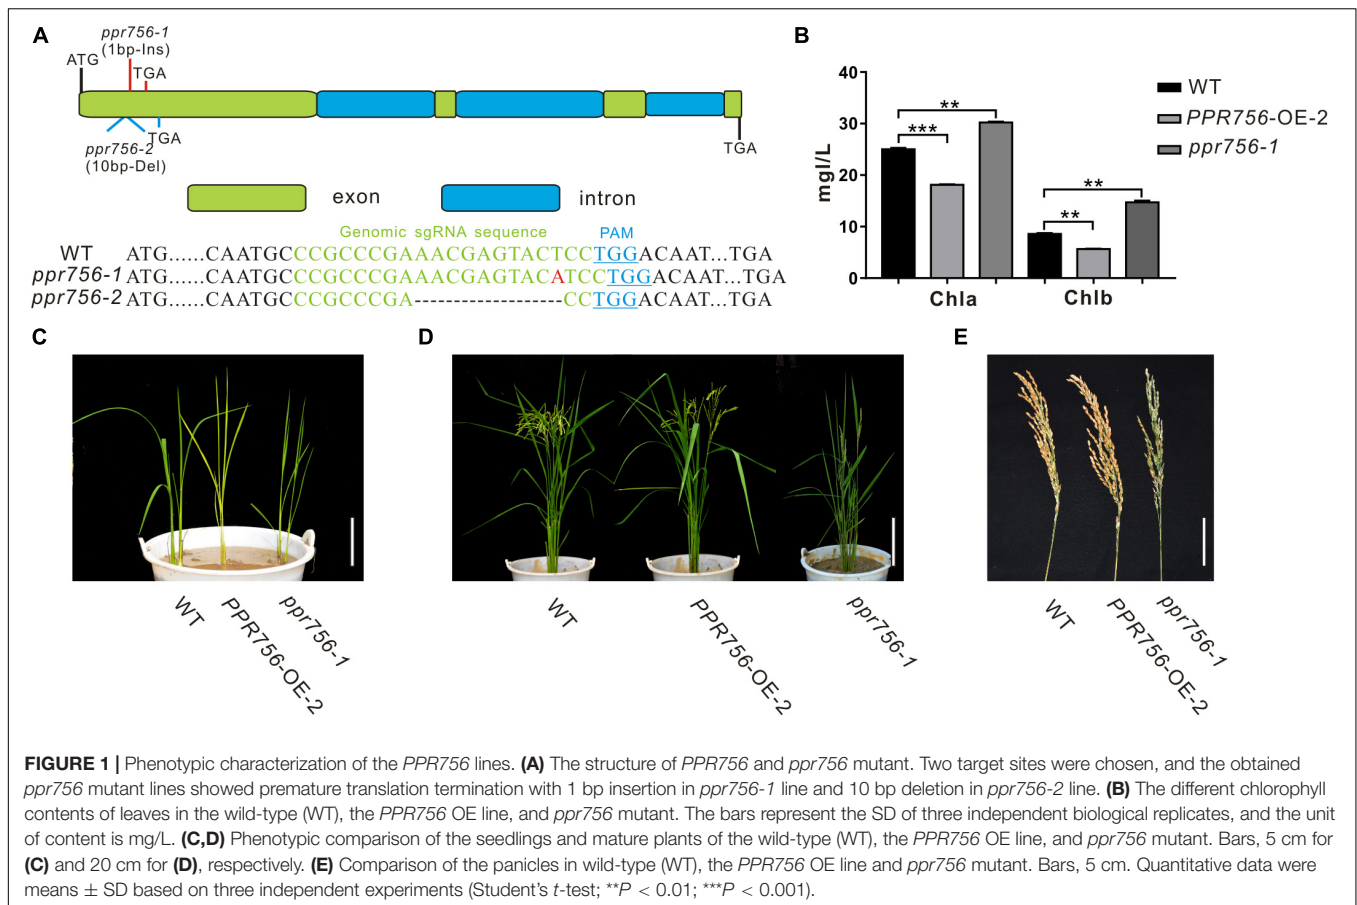 A
ppr756-1
(1bp-Ins)
ATG
TGA
TGA
ppr756-2
(10bp-Del)
TGA
exon
intron
Genomic sgRNA sequence
PAM
WT ATG......CAATGCCCGCCCGAAACGAGTACTCCTGGACAAT...TGA
ppr756-1 ATG......CAATGCCCGCCCGAAACGAGTACATCCTGGACAAT...TGA
ppr756-2 ATG......CAATGCCCGCCCGA------------------CCTGGACAAT...TGA
B
mgl/L
40
30
20
10
0
**
***
**
**
Chla
Chlb
WT
PPR756-OE-2
ppr756-1
C
WT
PPR756-OE-2
ppr756-1
D
WT
PPR756-OE-2
ppr756-1
E
WT
PPR756-OE-2
ppr756-1
FIGURE 1 | Phenotypic characterization of the PPR756 lines. (A) The structure of PPR756 and ppr756 mutant. Two target sites were chosen, and the obtained
ppr756 mutant lines showed premature translation termination with 1 bp insertion in ppr756-1 line and 10 bp deletion in ppr756-2 line. (B) The different chlorophyll
contents of leaves in the wild-type (WT), the PPR756 OE line, and ppr756 mutant. The bars represent the SD of three independent biological replicates, and the unit
of content is mg/L. (C,D) Phenotypic comparison of the seedlings and mature plants of the wild-type (WT), the PPR756 OE line, and ppr756 mutant. Bars, 5 cm for
(C) and 20 cm for (D), respectively. (E) Comparison of the panicles in wild-type (WT), the PPR756 OE line and ppr756 mutant. Bars, 5 cm. Quantitative data were
means ± SD based on three independent experiments (Student's t-test; **P < 0.01; ***P < 0.001).